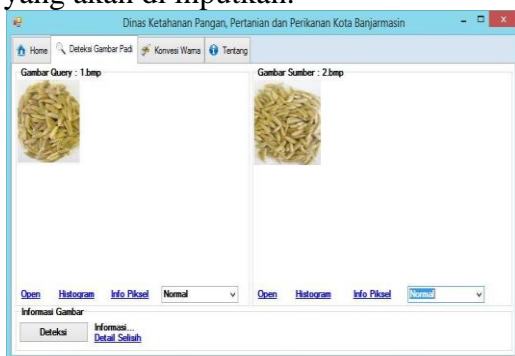 yang akan di inputkan.
Dinas Ketahanan Pangan, Pertanian dan Perikanan Kota Banjarmasin
Home Deteksi Gambar Padi Konvesi Warna Tentang
Gambar Query : 1.bmp Gambar Sumber : 2.bmp
Open Histogram Info Piksel Normal Open Histogram Info Piksel Normal
Informasi Gambar
Deteksi Informasi...
Detail Selisih